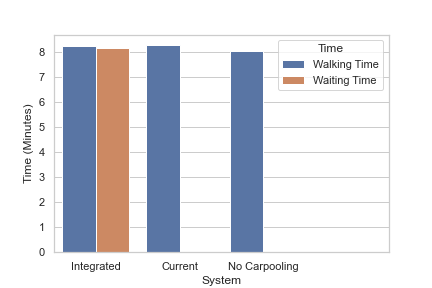 Time
Walking Time
Waiting Time
Time (Minutes)
8
7
6
5
4
3
2
1
0
Integrated Current No Carpooling
System